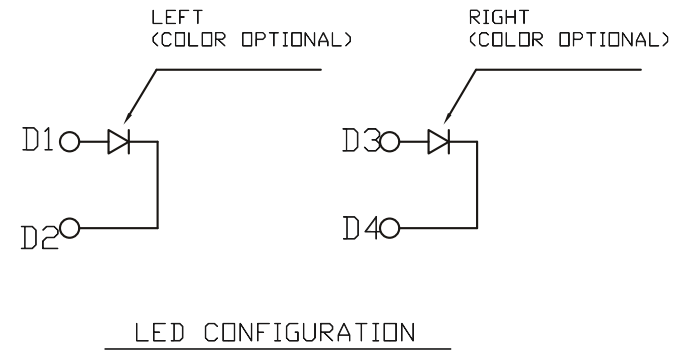 LEFT
(COLOR OPTIONAL)
RIGHT
(COLOR OPTIONAL)
D1
D2
D3
D4
LED CONFIGURATION